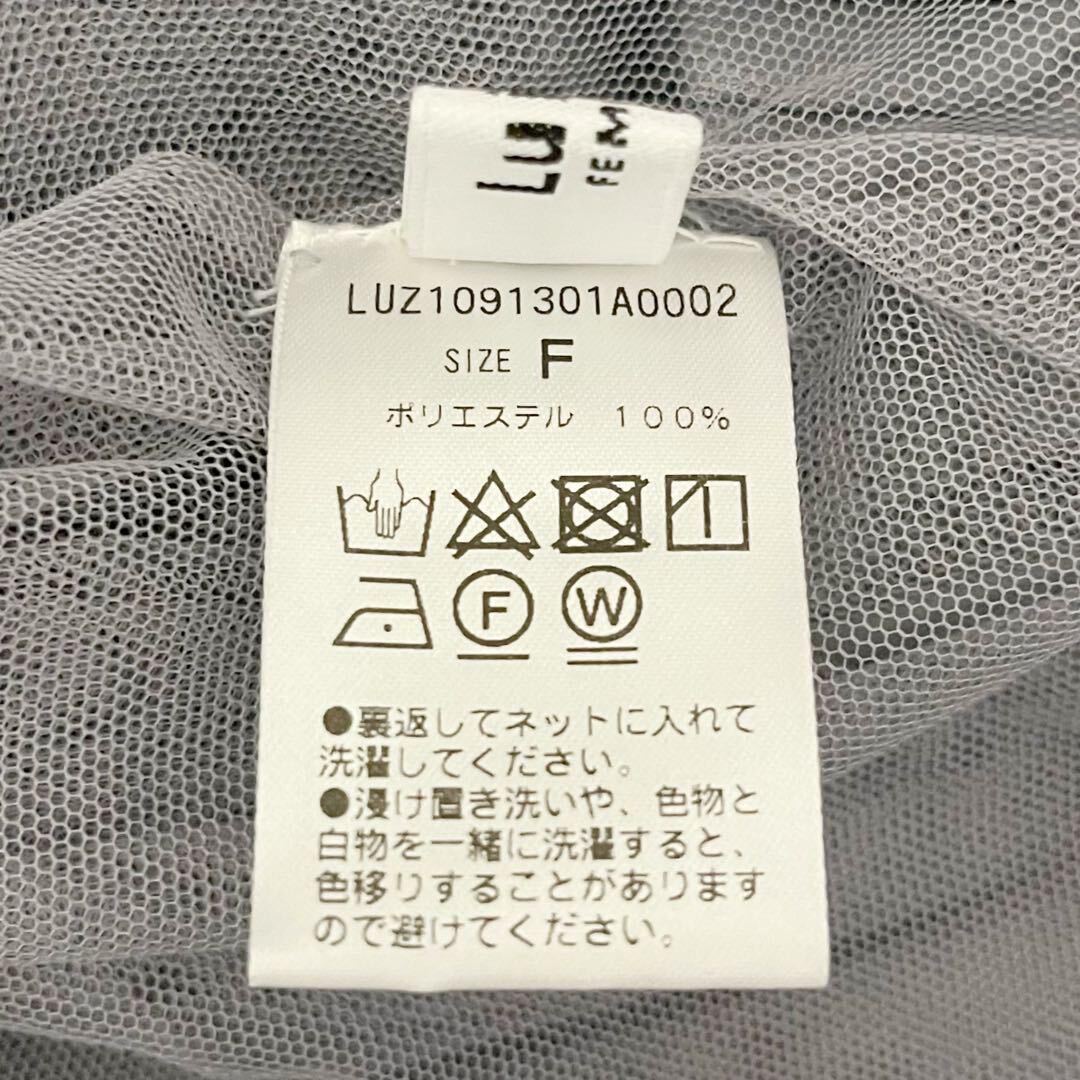 Lu
FEM
LUZ1091301A0002
SIZE F
ポリエステル 100%
F W
●裏返してネットに入れて
洗濯してください。
●浸け置き洗いや、色物と
白物を一緒に洗濯すると、
色移りすることがあります
ので避けてください。